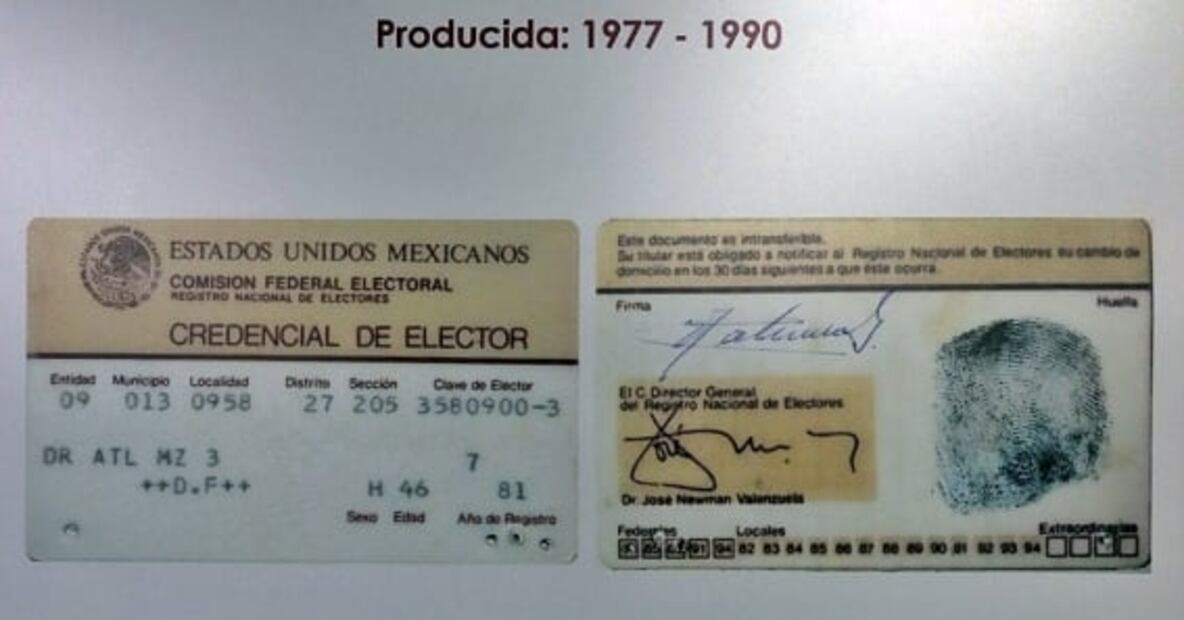 Producida: 1977 - 1990
ESTADOS UNIDOS MEXICANOS
COMISION FEDERAL ELECTORAL
REGISTRO NACIONAL DE ELECTORES
CREDENCIAL DE ELECTOR
Entidad Municipio Localidad Distrito Sección Clave de Elector
09 013 0958 27 205 3580900-3
DR ATL MZ 3 7
++D.F++
H 46 81
Sexo Edad Año de Registro
Este documento es intransferible.
Su titular está obligado a notificar al Registro Nacional de Electores su cambio de
domicilio en los 30 días siguientes a que éste ocurra.
Firma Huella
El C. Director General
del Registro Nacional de Electores
Dr. José Newman Valenzuela
Federales Locales Extraordinarias
91 94 82 83 84 85 86 87 88 89 90 91 92 93 94